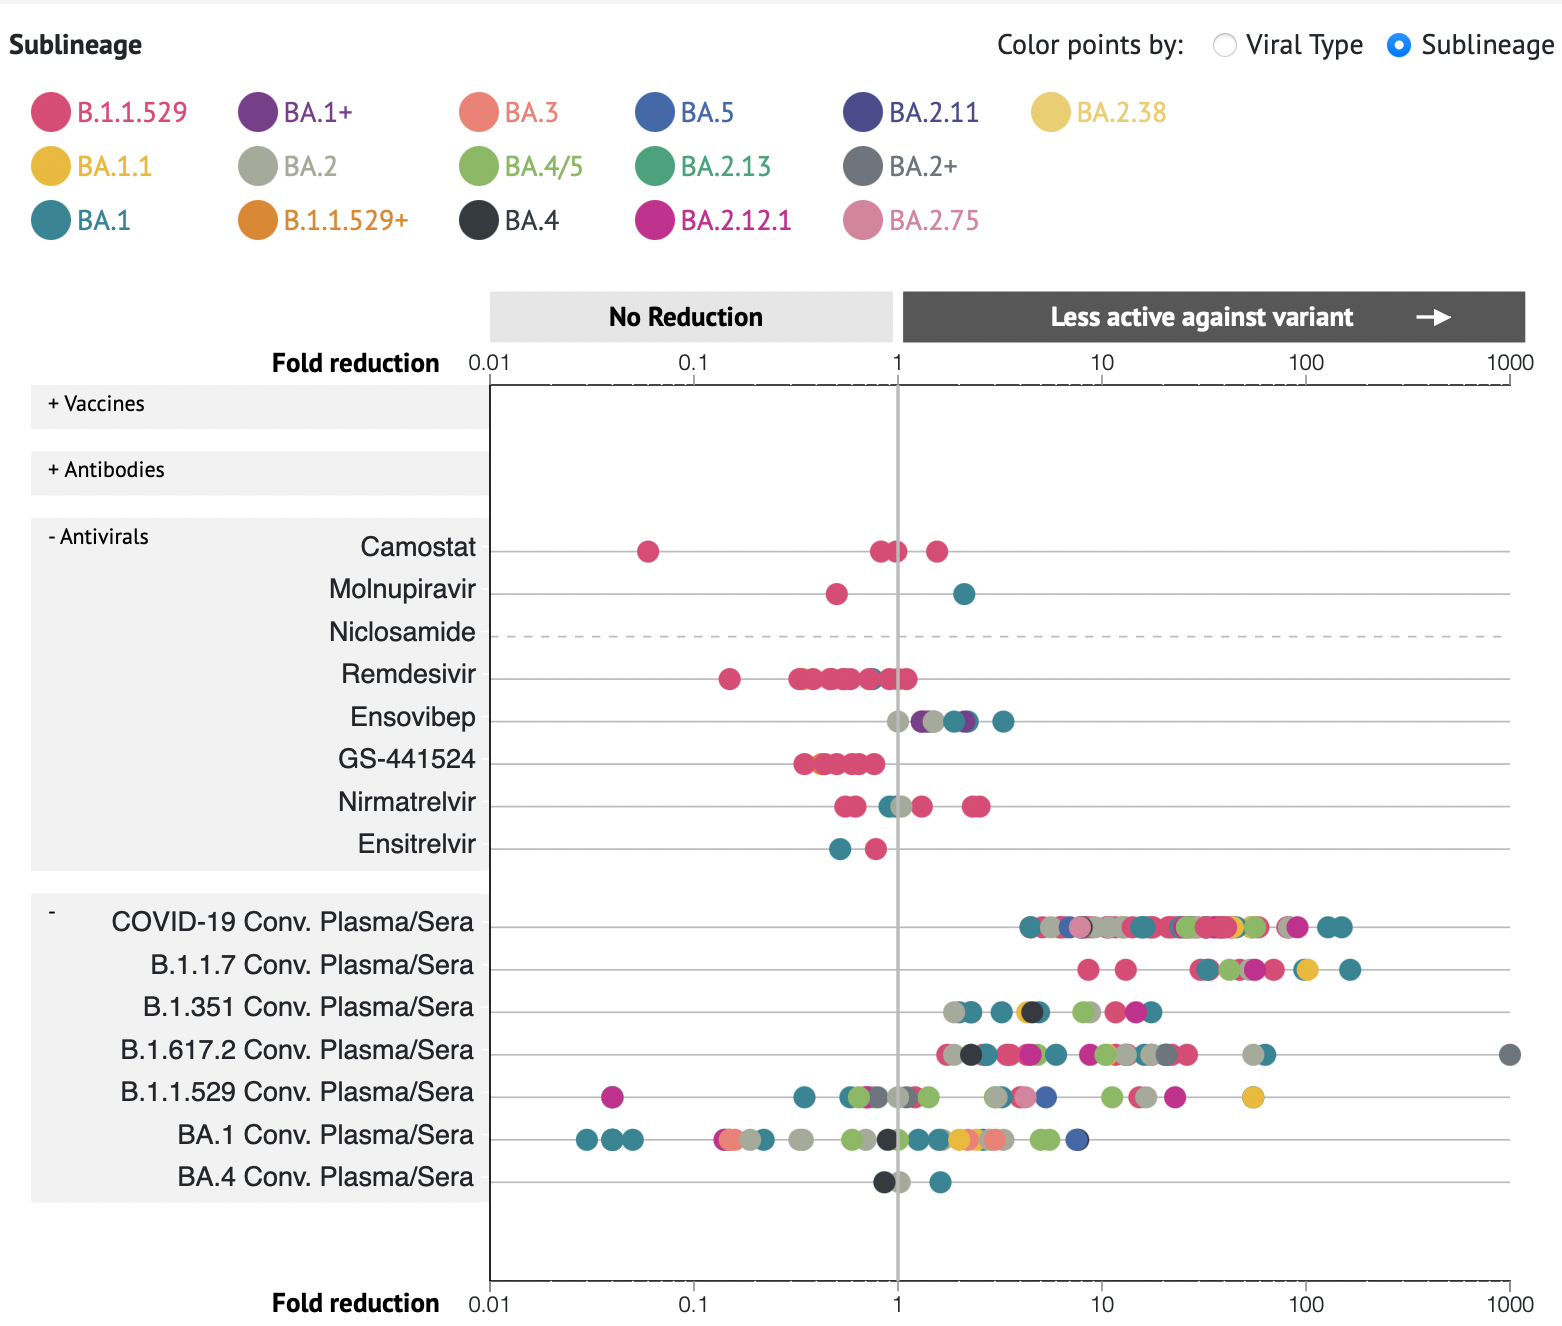 Sublineage
Color points by: Viral Type Sublineage
B.1.1.529 BA.1+ BA.3 BA.5 BA.2.11 BA.2.38
BA.1.1 BA.2 BA.4/5 BA.2.13 BA.2+
BA.1 B.1.1.529+ BA.4 BA.2.12.1 BA.2.75
No Reduction Less active against variant →
Fold reduction 0.01 0.1 1 10 100 1000
+ Vaccines
+ Antibodies
- Antivirals
Camostat
Molnupiravir
Niclosamide
Remdesivir
Ensovibep
GS-441524
Nirmatrelvir
Ensitrelvir
-
COVID-19 Conv. Plasma/Sera
B.1.1.7 Conv. Plasma/Sera
B.1.351 Conv. Plasma/Sera
B.1.617.2 Conv. Plasma/Sera
B.1.1.529 Conv. Plasma/Sera
BA.1 Conv. Plasma/Sera
BA.4 Conv. Plasma/Sera
Fold reduction 0.01 0.1 1 10 100 1000